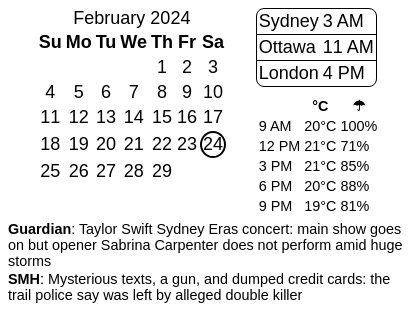 February 2024
Su Mo Tu We Th Fr Sa
1 2 3
4 5 6 7 8 9 10
11 12 13 14 15 16 17
18 19 20 21 22 23 24
25 26 27 28 29
Sydney 3 AM
Ottawa 11 AM
London 4 PM
°C ☂
9 AM 20°C 100%
12 PM 21°C 71%
3 PM 21°C 85%
6 PM 20°C 88%
9 PM 19°C 81%
Guardian: Taylor Swift Sydney Eras concert: main show goes
on but opener Sabrina Carpenter does not perform amid huge
storms
SMH: Mysterious texts, a gun, and dumped credit cards: the
trail police say was left by alleged double killer